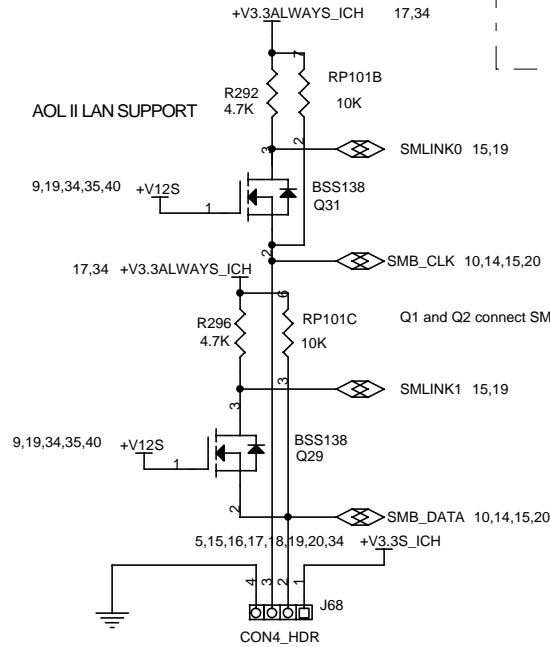 +V3.3ALWAYS_ICH 17,34
7
R292 RP101B
4.7K 10K
AOL II LAN SUPPORT
3 2
SMLINK0 15,19
9,19,34,35,40 +V12S
1
BSS138
Q31
2
SMB_CLK 10,14,15,20
17,34 +V3.3ALWAYS_ICH
6
R296 RP101C
4.7K 10K
Q1 and Q2 connect SM
3
SMLINK1 15,19
3
9,19,34,35,40 +V12S
1
BSS138
Q29
2
SMB_DATA 10,14,15,20
5,15,16,17,18,19,20,34 +V3.3S_ICH
4 3 2 1
J68
CON4_HDR